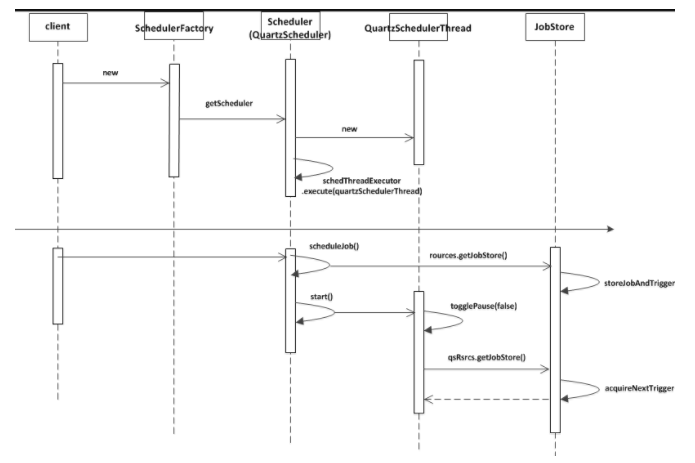 client
SchedulerFactory
Scheduler
(QuartzScheduler)
QuartzSchedulerThread
JobStore
new
getScheduler
new
schedThreadExecutor
.execute(quartzSchedulerThread)
scheduleJob()
rources.getJobStore()
storeJobAndTrigger
start()
togglePause(false)
qsRsrcs.getJobStore()
acquireNextTrigger